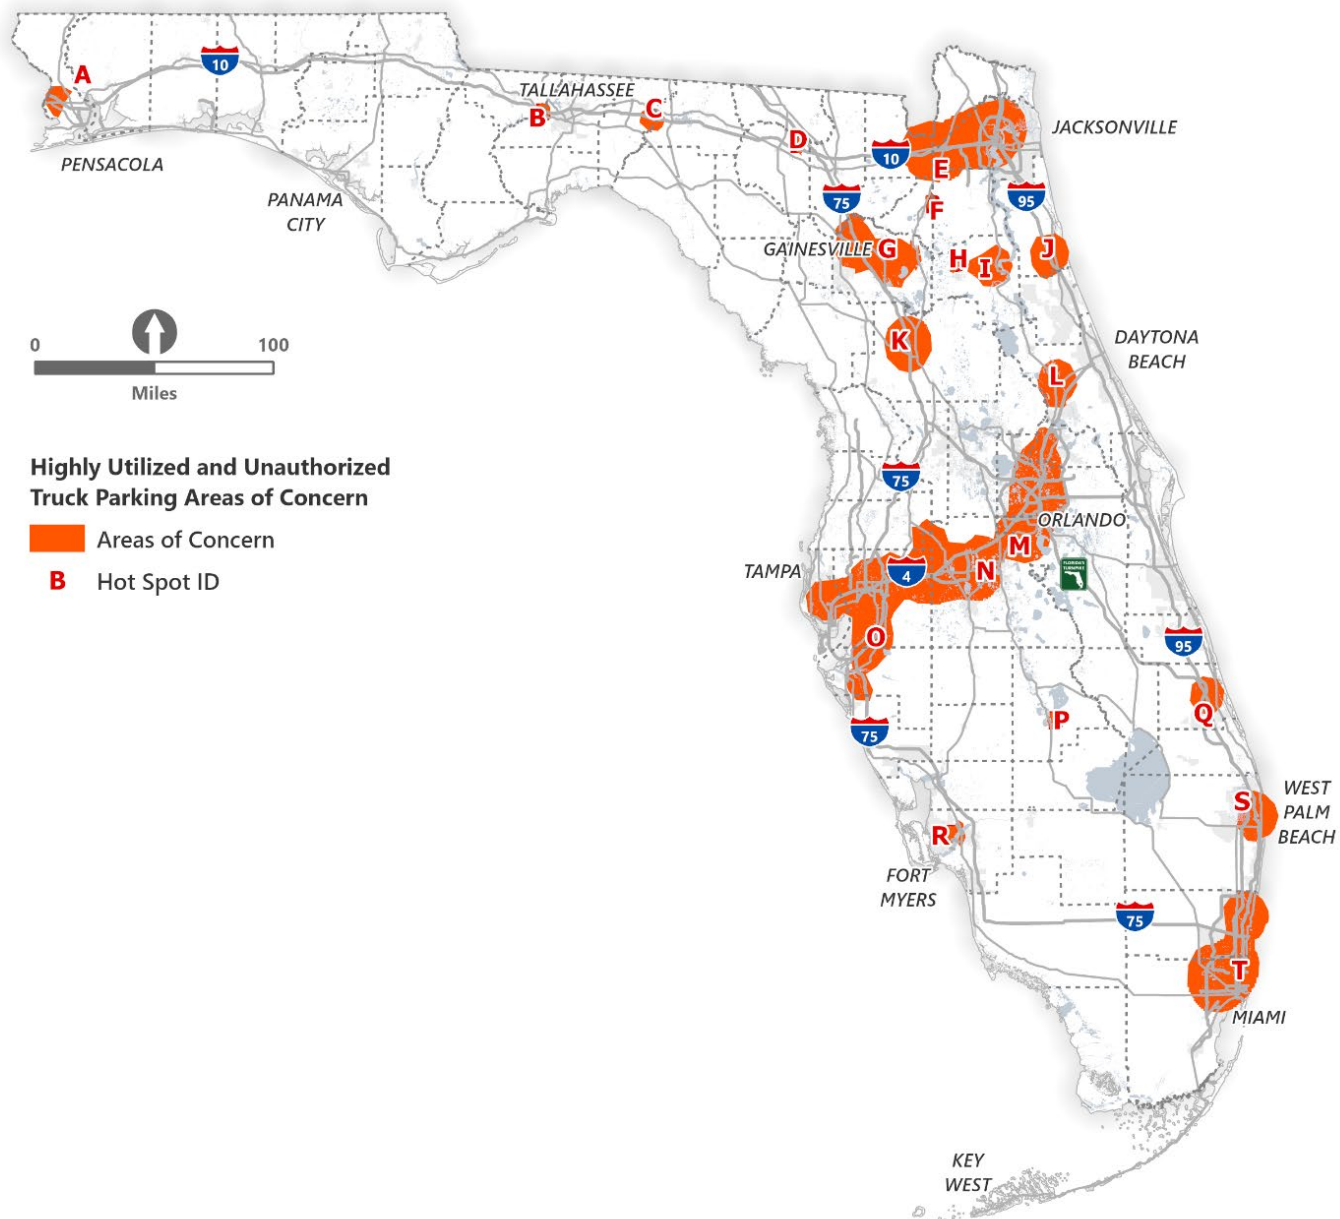 A
10
TALLAHASSEE
B
C
D
10
JACKSONVILLE
E
PENSACOLA
PANAMA
CITY
75
F
95
GAINESVILLE
G
H
I
J
0
100
Miles
K
DAYTONA
BEACH
L
Highly Utilized and Unauthorized
Truck Parking Areas of Concern
Areas of Concern
B
Hot Spot ID
75
ORLANDO
M
TAMPA
4
N
FLORIDA'S
TURNPIKE
O
95
P
Q
75
S
WEST
PALM
BEACH
R
FORT
MYERS
75
T
MIAMI
KEY
WEST